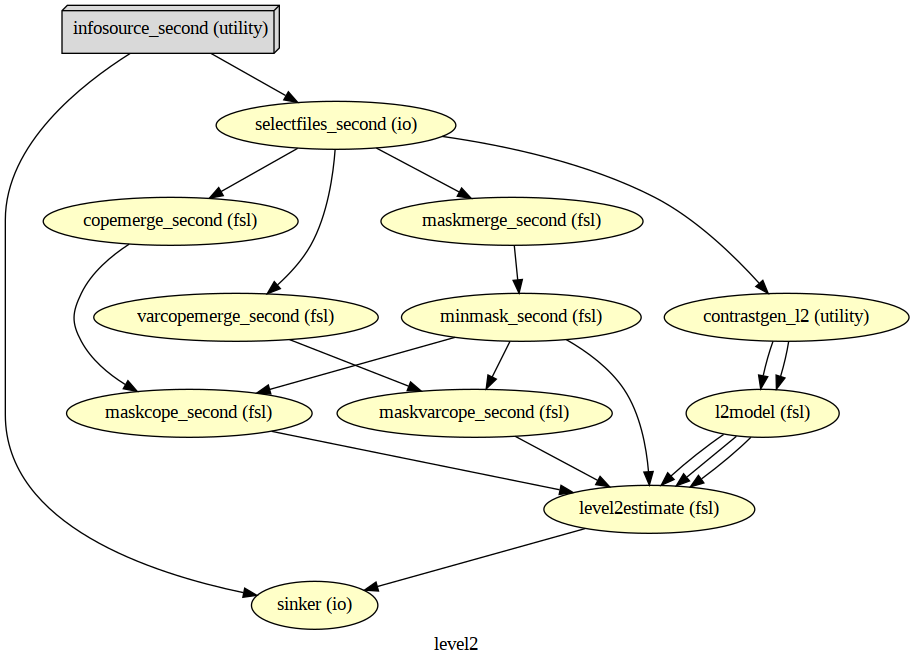 infosource_second (utility)
selectfiles_second (io)
copemerge_second (fsl)
maskmerge_second (fsl)
varcopemerge_second (fsl)
minmask_second (fsl)
contrastgen_l2 (utility)
maskcope_second (fsl)
maskvarcope_second (fsl)
l2model (fsl)
level2estimate (fsl)
sinker (io)
level2